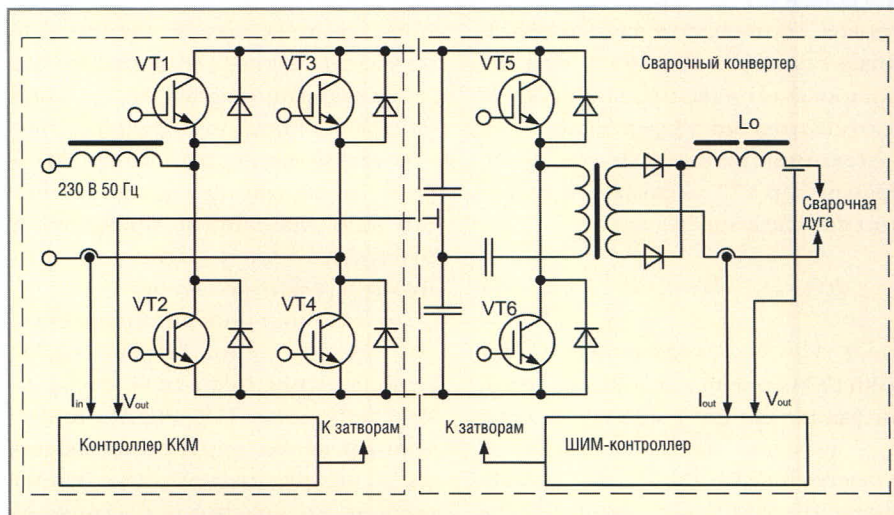 VT1
VT3
VT5
Сварочный конвертер
Lo
230 В 50 Гц
Сварочная
дуга
VT2
VT4
VT6
Iin
Vout
Iout
Vout
К затворам
К затворам
Контроллер ККМ
ШИМ-контроллер